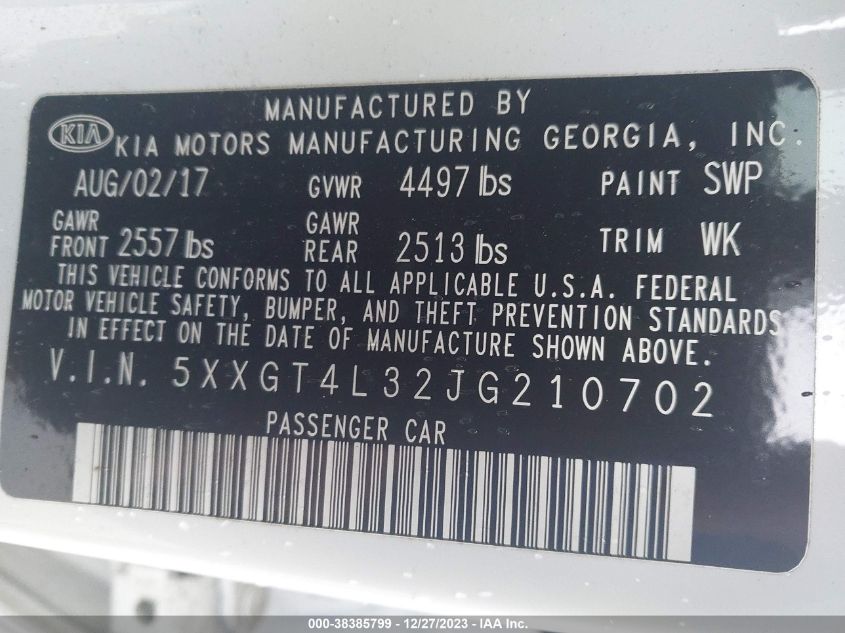 MANUFACTURED BY
KIA KIA MOTORS MANUFACTURING GEORGIA, INC.
AUG/02/17 GVWR 4497 lbs PAINT SWP
GAWR FRONT 2557 lbs GAWR REAR 2513 lbs TRIM WK
THIS VEHICLE CONFORMS TO ALL APPLICABLE U.S.A. FEDERAL
MOTOR VEHICLE SAFETY, BUMPER, AND THEFT PREVENTION STANDARDS
IN EFFECT ON THE DATE OF MANUFACTURE SHOWN ABOVE.
V.I.N. 5XXGT4L32JG210702
PASSENGER CAR
000-38385799 - 12/27/2023 - IAA Inc.